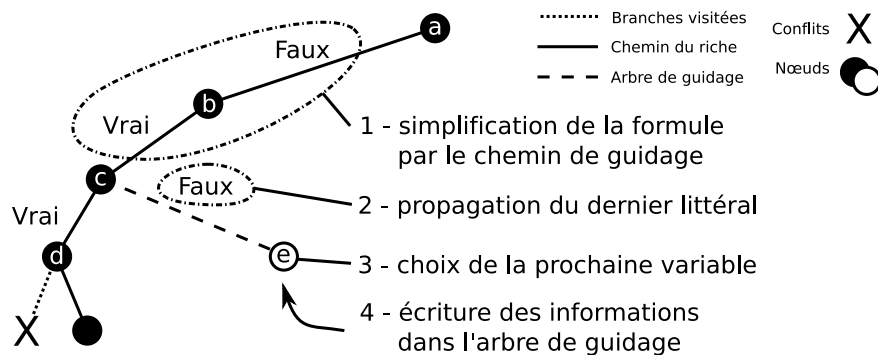 a
Branches visitées
Conflits
X
Faux
Chemin du riche
Nœuds
Arbre de guidage
b
Vrai
1 - simplification de la formule
par le chemin de guidage
c
Faux
2 - propagation du dernier littéral
Vrai
d
e
3 - choix de la prochaine variable
X
4 - écriture des informations
dans l'arbre de guidage